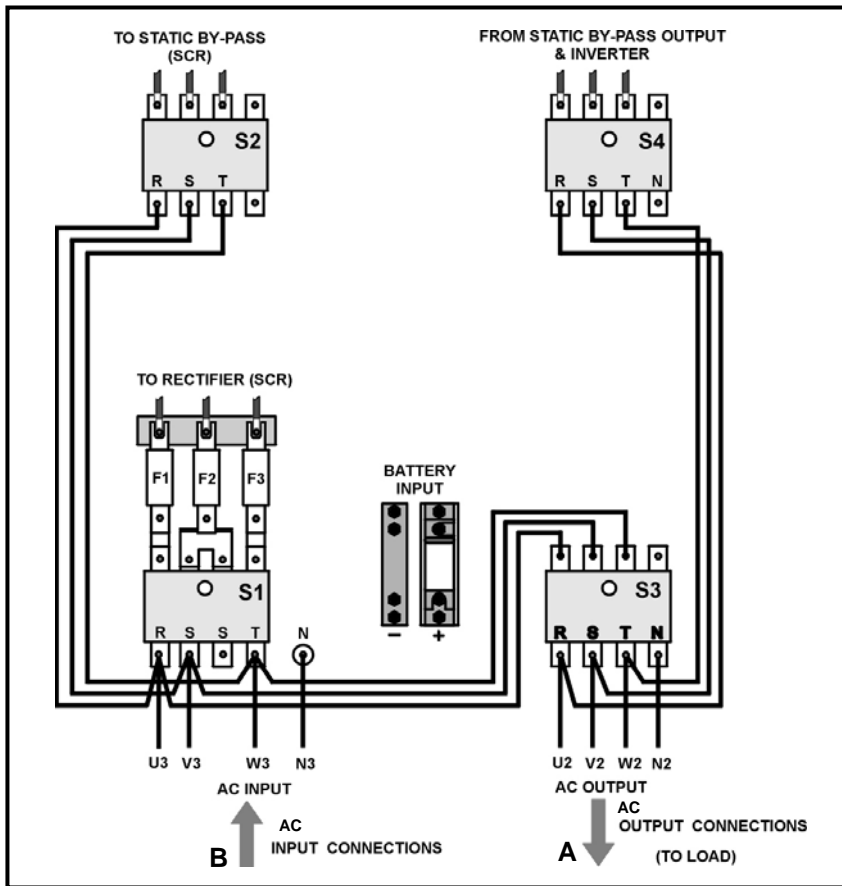 TO STATIC BY-PASS
(SCR)
FROM STATIC BY-PASS OUTPUT
& INVERTER
S2
R S T
S4
R S T N
TO RECTIFIER (SCR)
F1 F2 F3
BATTERY
INPUT
S1
R S S T N
- +
S3
R S T N
U3 V3 W3 N3
AC INPUT
AC
B INPUT CONNECTIONS
U2 V2 W2 N2
AC OUTPUT
AC
OUTPUT CONNECTIONS
A (TO LOAD)